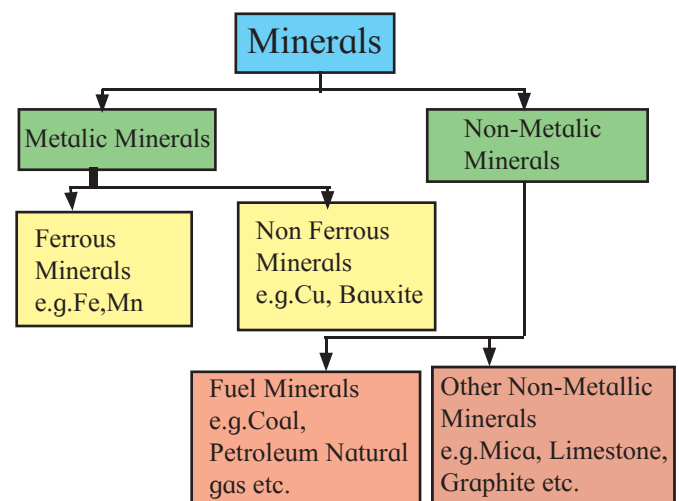 Minerals
Metalic Minerals
Non-Metalic
Minerals
Ferrous
Minerals
e.g.Fe,Mn
Non Ferrous
Minerals
e.g.Cu, Bauxite
Fuel Minerals
e.g.Coal,
Petroleum Natural
gas etc.
Other Non-Metallic
Minerals
e.g.Mica, Limestone,
Graphite etc.